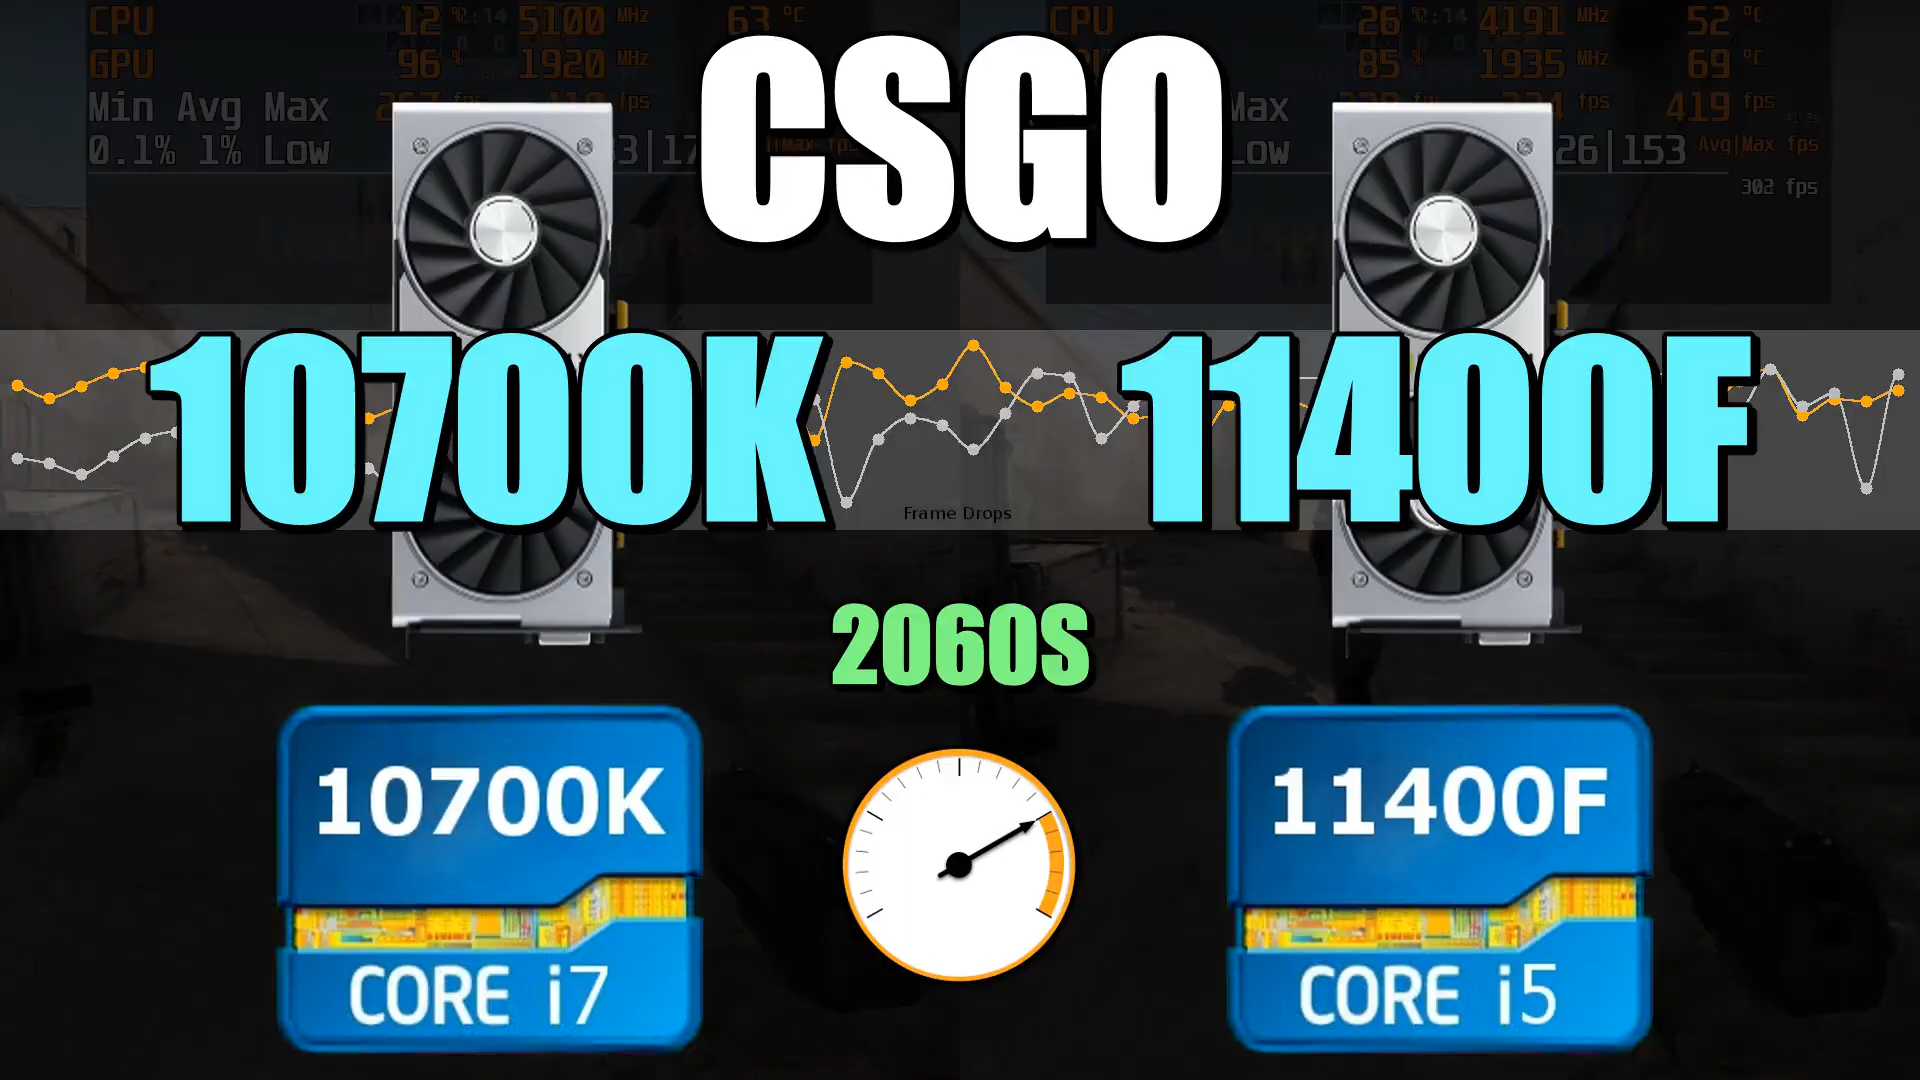 CPU 12 % 5100 MHz 63 °C
GPU 96 % 1920 MHz
Min Avg Max fps
0.1% 1% Low
CPU 26 % 4191 MHz 52 °C
85 % 1935 MHz 69 °C
Max fps 419 fps
Low 26|153 Avg|Max fps
302 fps
CSGO
10700K
11400F
Frame Drops
2060S
10700K
CORE i7
11400F
CORE i5